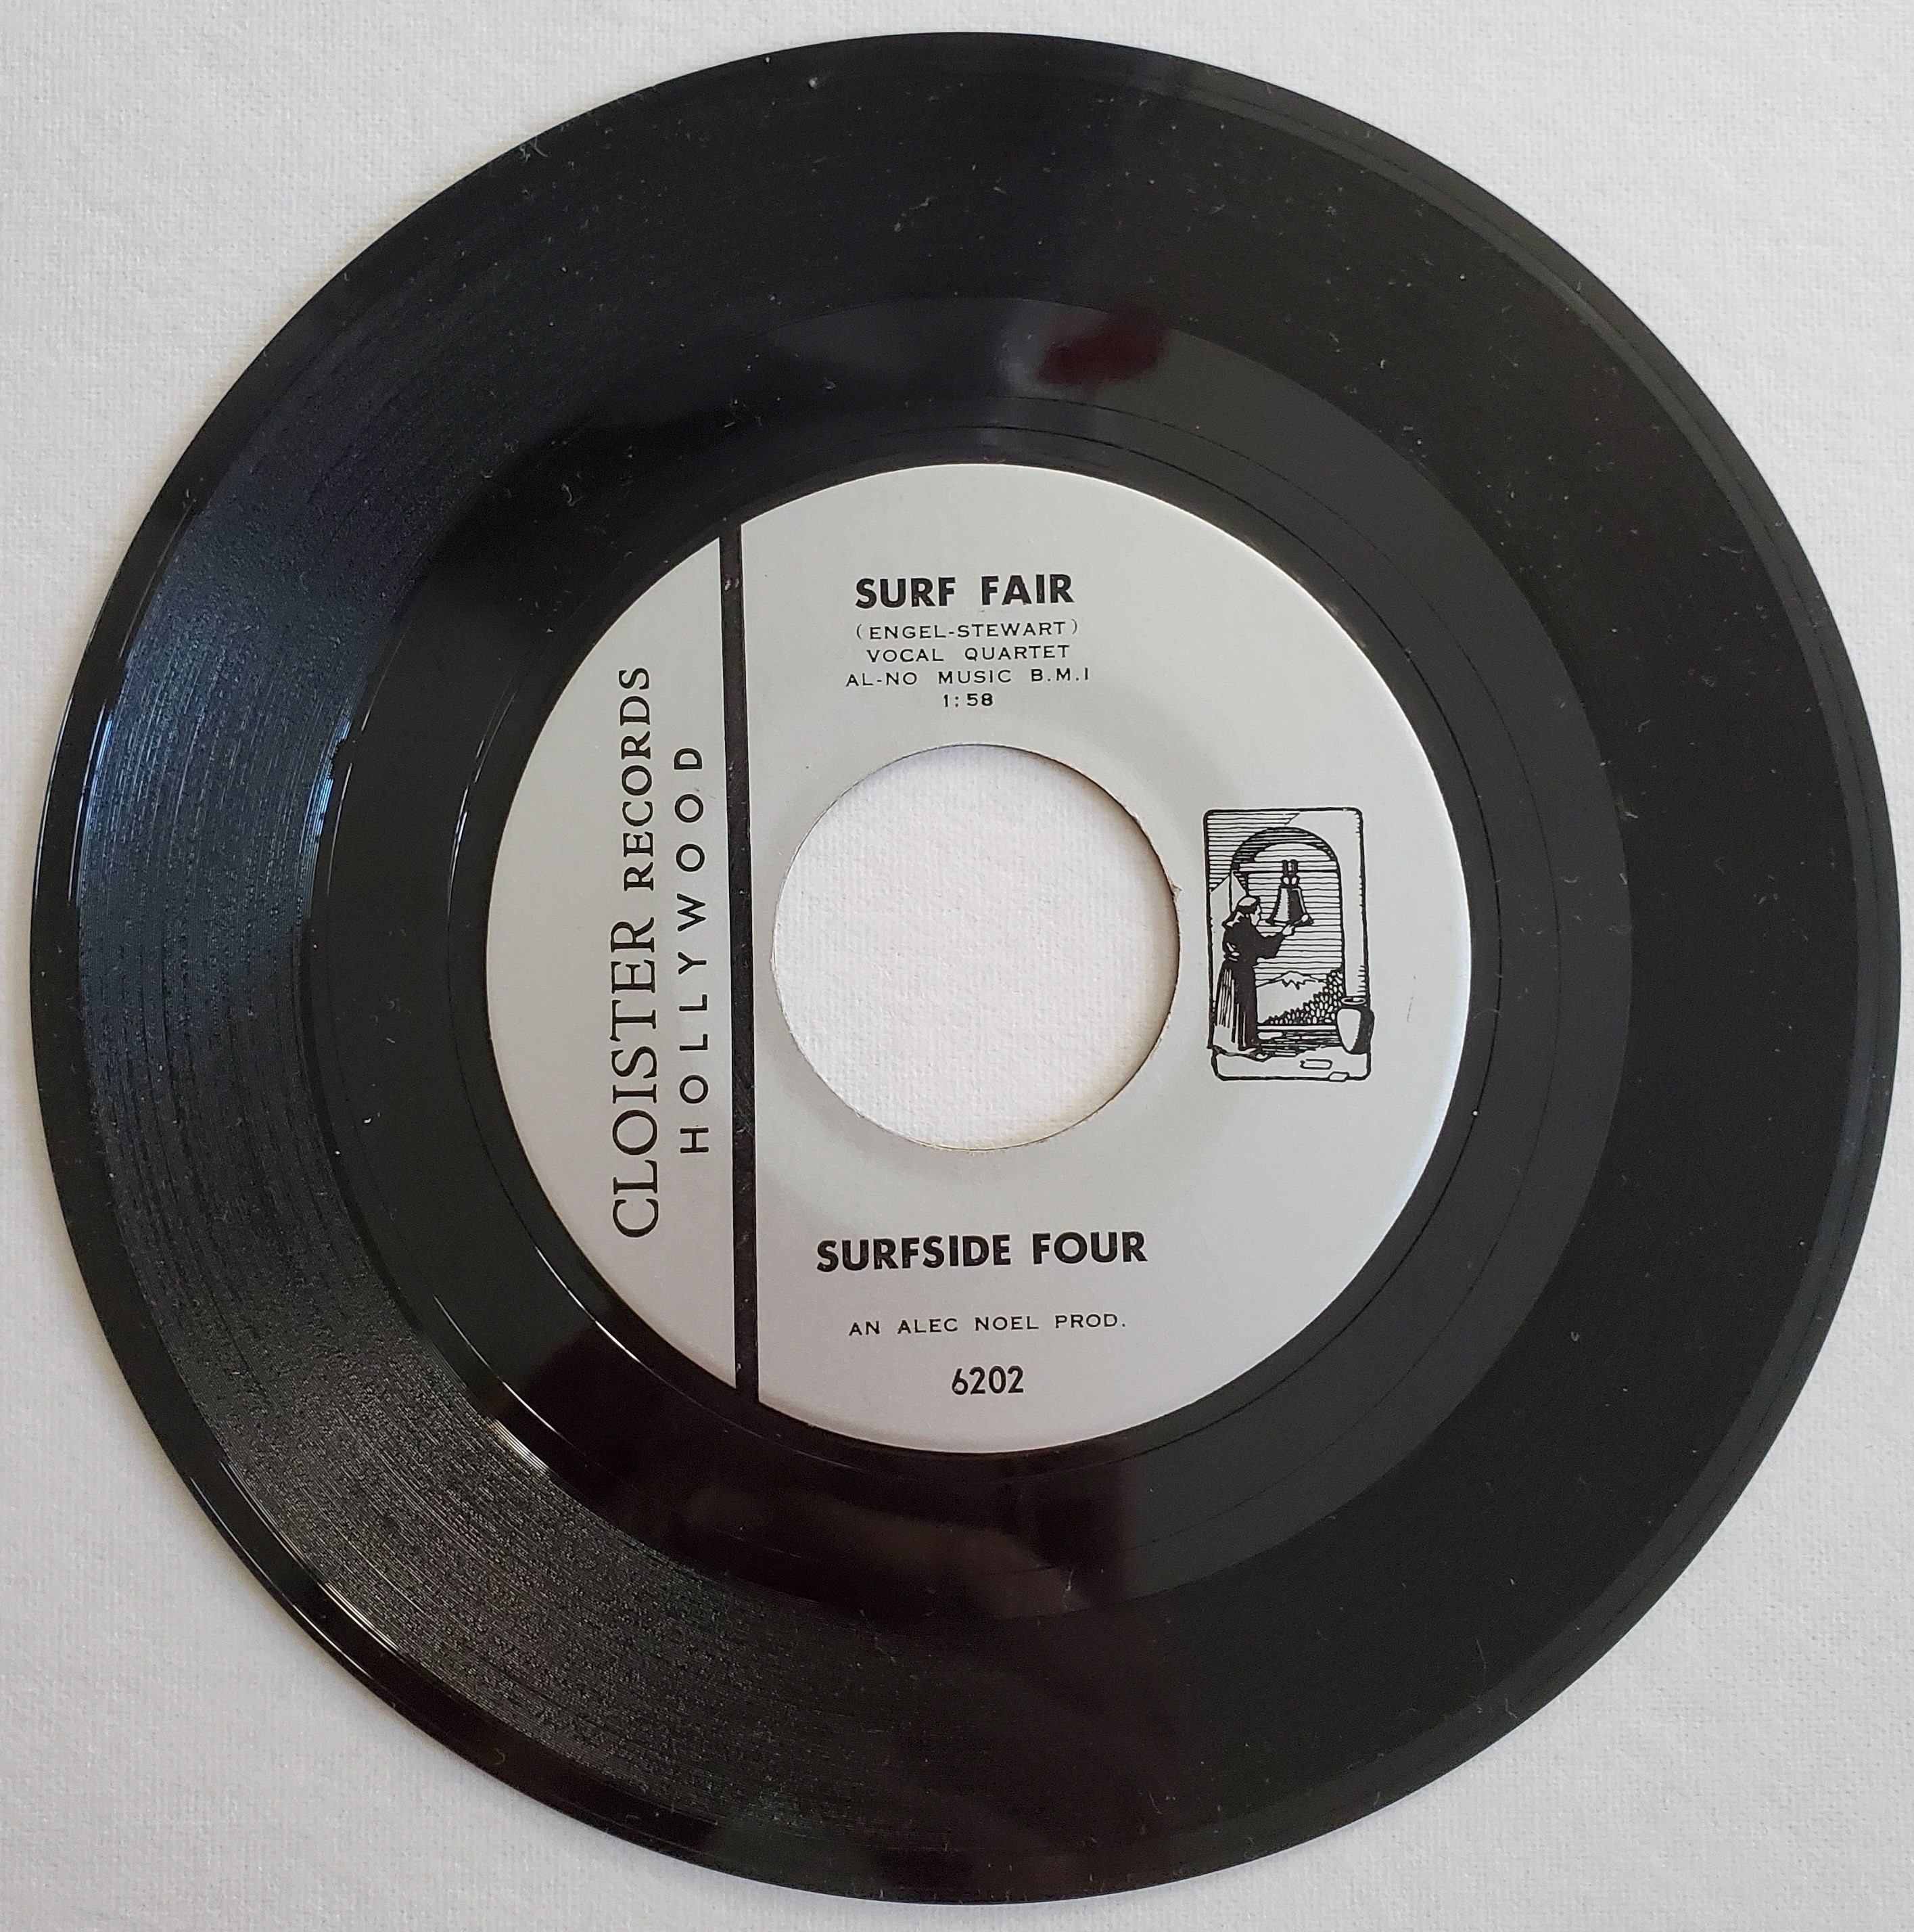 SURF FAIR
(ENGEL-STEWART)
VOCAL QUARTET
AL-NO MUSIC B.M.I
1:58
CLOISTER RECORDS
HOLLYWOOD
SURFSIDE FOUR
AN ALEC NOEL PROD.
6202